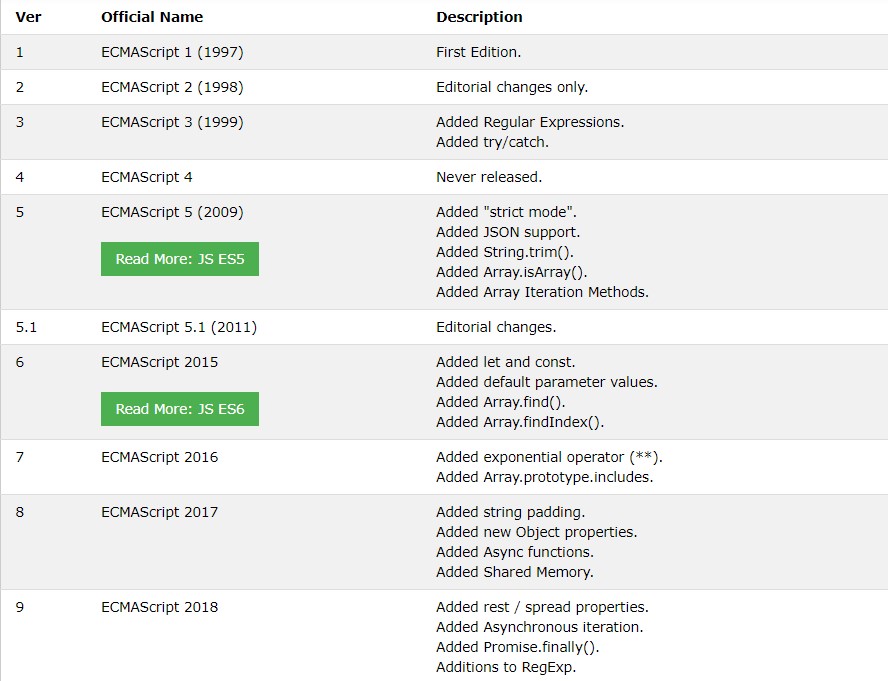 Ver Official Name Description
1 ECMAScript 1 (1997) First Edition.
2 ECMAScript 2 (1998) Editorial changes only.
3 ECMAScript 3 (1999) Added Regular Expressions.
Added try/catch.
4 ECMAScript 4 Never released.
5 ECMAScript 5 (2009) Added "strict mode".
Added JSON support.
Read More: JS ES5 Added String.trim().
Added Array.isArray().
Added Array Iteration Methods.
5.1 ECMAScript 5.1 (2011) Editorial changes.
6 ECMAScript 2015 Added let and const.
Added default parameter values.
Read More: JS ES6 Added Array.find().
Added Array.findIndex().
7 ECMAScript 2016 Added exponential operator (**).
Added Array.prototype.includes.
8 ECMAScript 2017 Added string padding.
Added new Object properties.
Added Async functions.
Added Shared Memory.
9 ECMAScript 2018 Added rest / spread properties.
Added Asynchronous iteration.
Added Promise.finally().
Additions to RegExp.